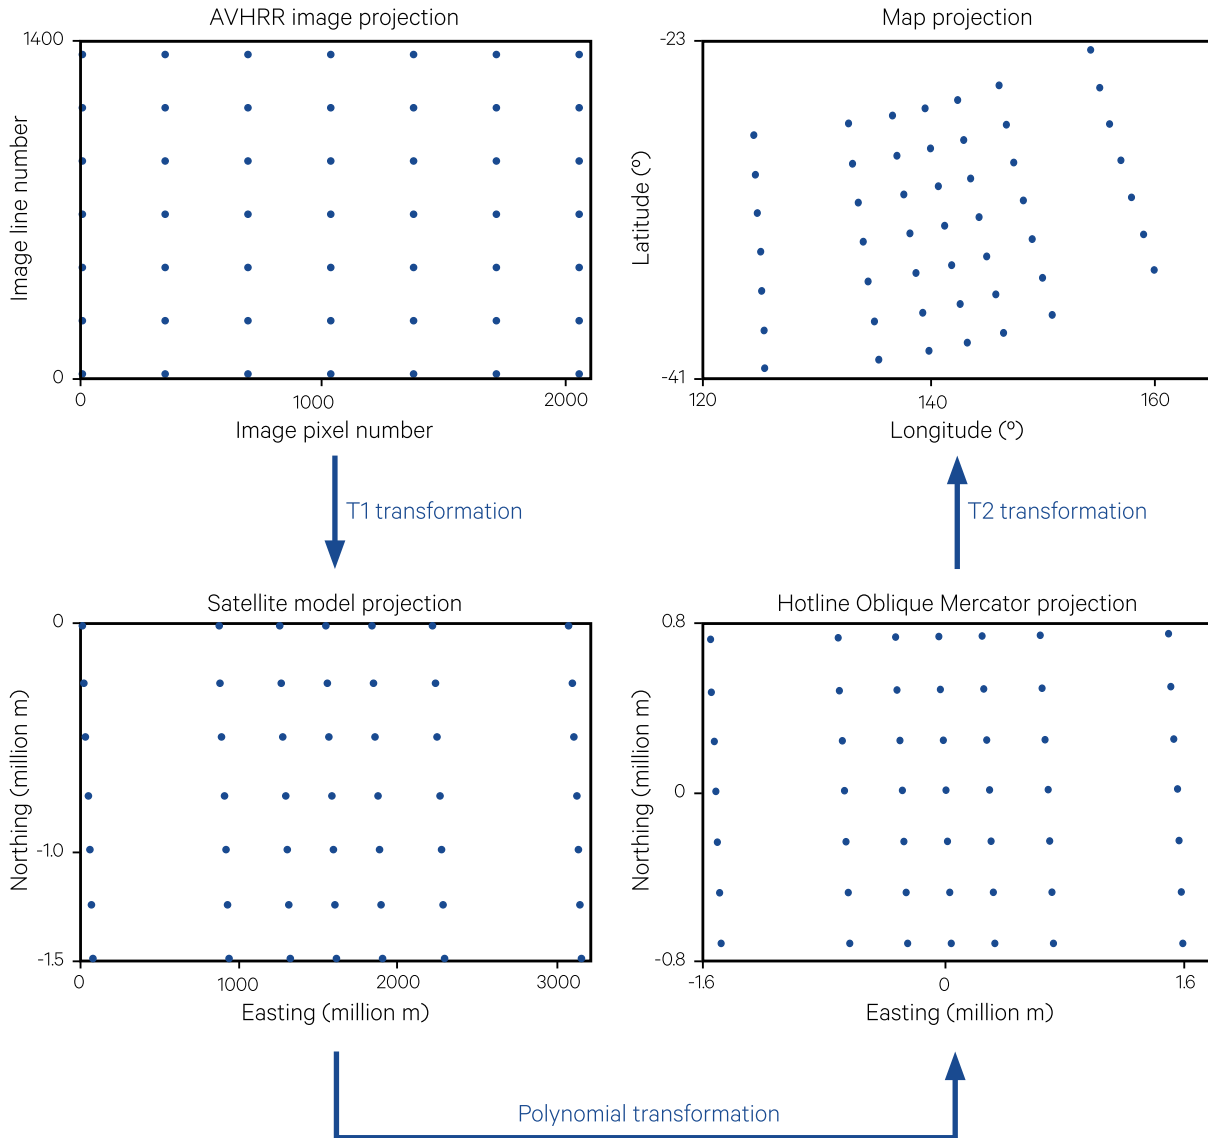 AVHRR image projection
1400
0
Image line number
0
1000
2000
Image pixel number
Map projection
-23
-41
Latitude (º)
120
140
160
Longitude (º)
T1 transformation
T2 transformation
Satellite model projection
0
-1.0
-1.5
Northing (million m)
0
1000
2000
3000
Easting (million m)
Hotline Oblique Mercator projection
0.8
0
-0.8
Northing (million m)
-1.6
0
1.6
Easting (million m)
Polynomial transformation